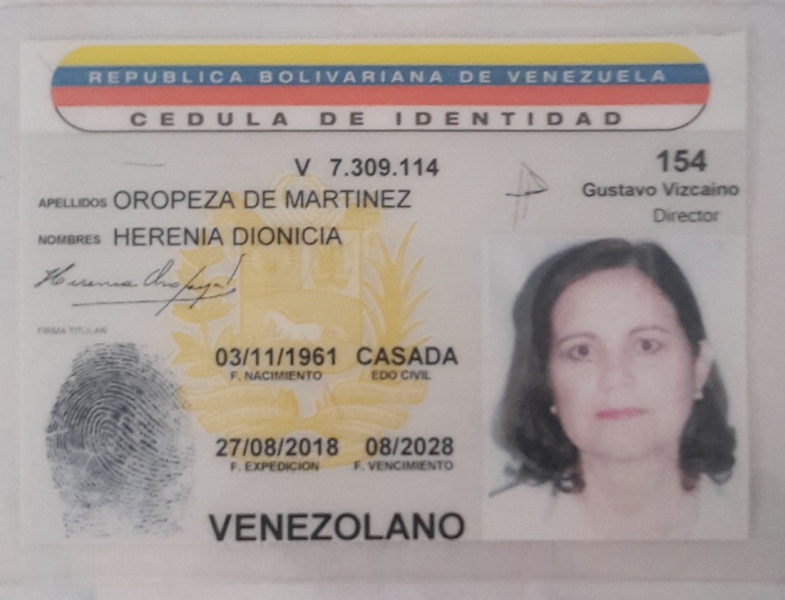 REPUBLICA BOLIVARIANA DE VENEZUELA
CEDULA DE IDENTIDAD
V 7.309.114
154
Gustavo Vizcaino
Director
APELLIDOS OROPEZA DE MARTINEZ
NOMBRES HERENIA DIONICIA
FIRMA TITULAR
03/11/1961 CASADA
F. NACIMIENTO EDO CIVIL
27/08/2018 08/2028
F. EXPEDICION F. VENCIMIENTO
VENEZOLANO